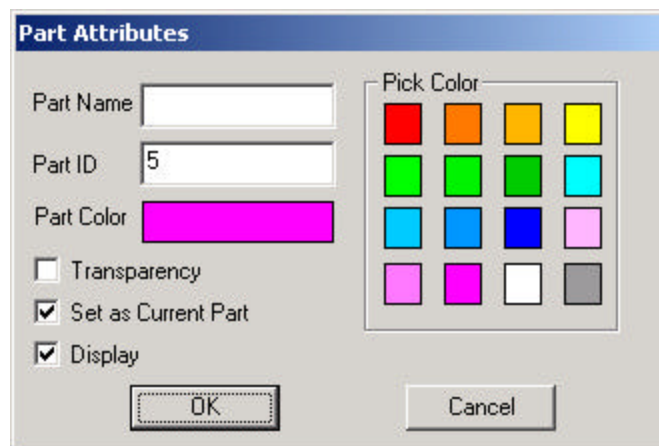 Part Attributes
Part Name
Pick Color
Part ID 5
Part Color
Transparency
Set as Current Part
Display
OK Cancel